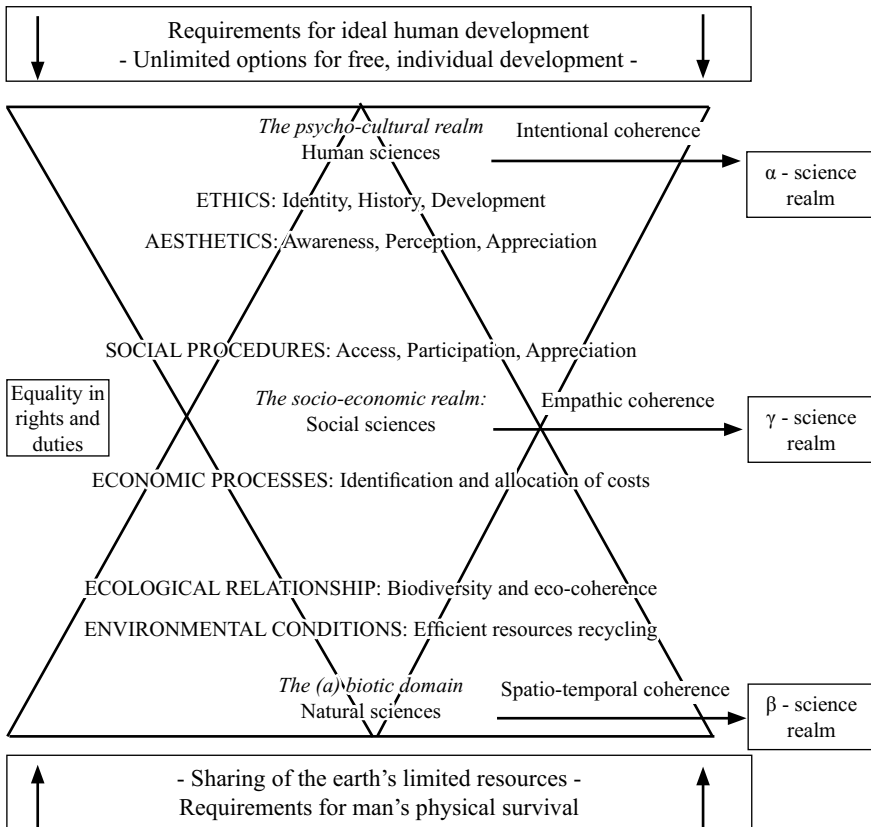 Requirements for ideal human development
- Unlimited options for free, individual development -
The psycho-cultural realm
Human sciences
Intentional coherence
α - science
realm
ETHICS: Identity, History, Development
AESTHETICS: Awareness, Perception, Appreciation
SOCIAL PROCEDURES: Access, Participation, Appreciation
Equality in
rights and
duties
The socio-economic realm:
Social sciences
Empathic coherence
γ - science
realm
ECONOMIC PROCESSES: Identification and allocation of costs
ECOLOGICAL RELATIONSHIP: Biodiversity and eco-coherence
ENVIRONMENTAL CONDITIONS: Efficient resources recycling
The (a) biotic domain
Natural sciences
Spatio-temporal coherence
β - science
realm
- Sharing of the earth’s limited resources -
Requirements for man’s physical survival